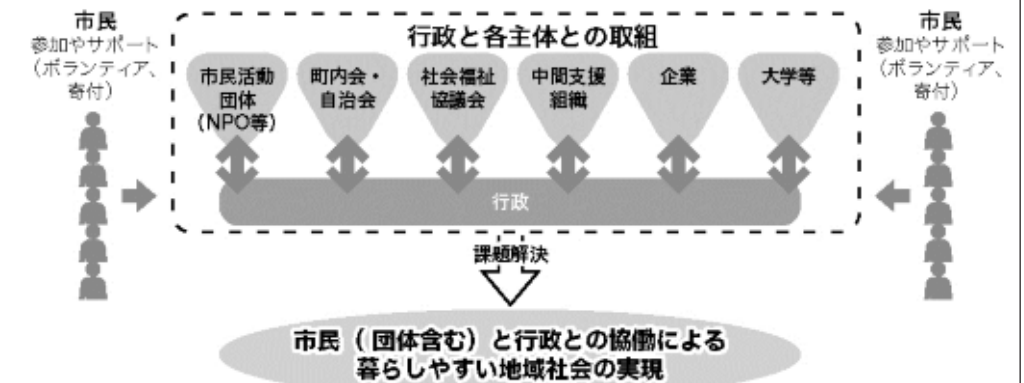 市民
参加やサポート
(ボランティア、
寄付)
行政と各主体との取組
市民活動
団体
(NPO等)
町内会・
自治会
社会福祉
協議会
中間支援
組織
企業
大学等
行政
市民
参加やサポート
(ボランティア、
寄付)
課題解決
市民（団体含む）と行政との協働による
暮らしやすい地域社会の実現